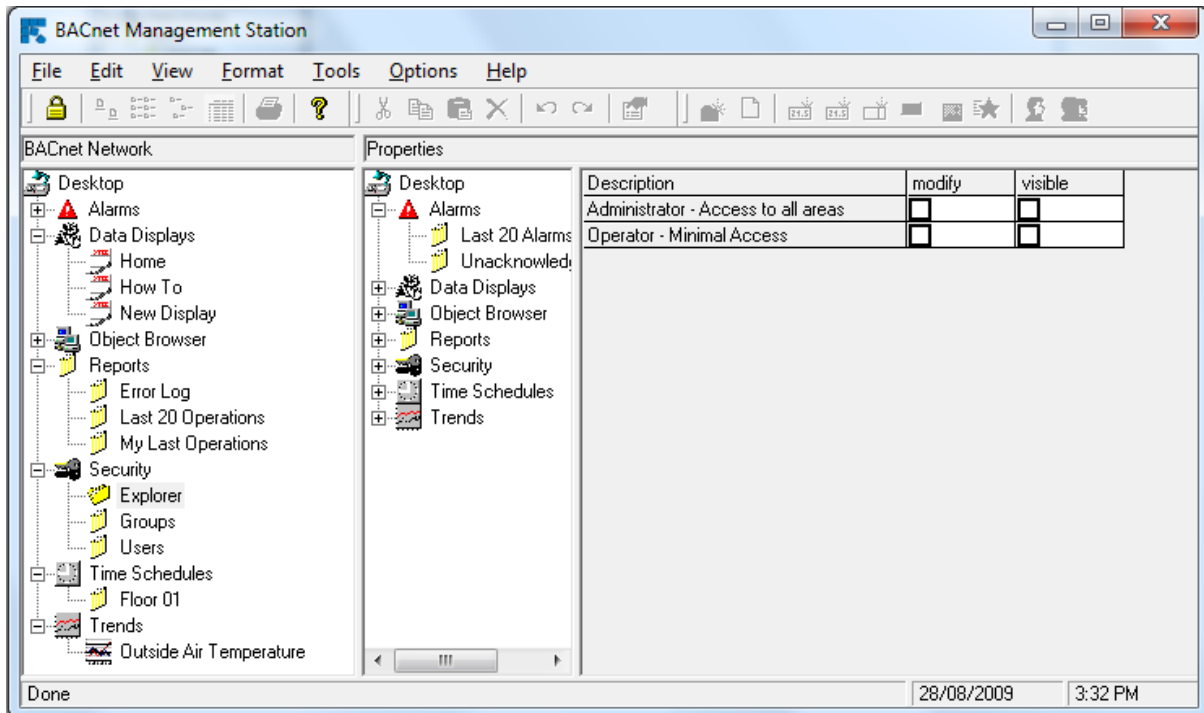 BACnet Management Station
File Edit View Format Tools Options Help
BACnet Network
Desktop
Alarms
Data Displays
Home
How To
New Display
Object Browser
Reports
Error Log
Last 20 Operations
My Last Operations
Security
Explorer
Groups
Users
Time Schedules
Floor 01
Trends
Outside Air Temperature
Properties
Desktop
Alarms
Last 20 Alarms
Unacknowled
Data Displays
Object Browser
Reports
Security
Time Schedules
Trends
Description modify visible
Administrator - Access to all areas
Operator - Minimal Access
Done 28/08/2009 3:32 PM